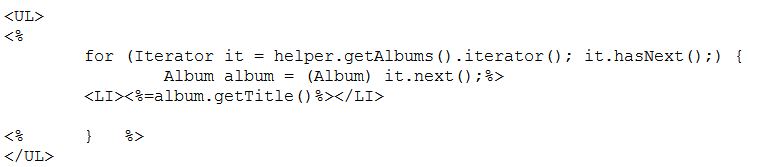 <UL>
<%
for (Iterator it = helper.getAlbums().iterator(); it.hasNext();) {
Album album = (Album) it.next();%>
<LI><%=album.getTitle()%></LI>
<% } %>
</UL>